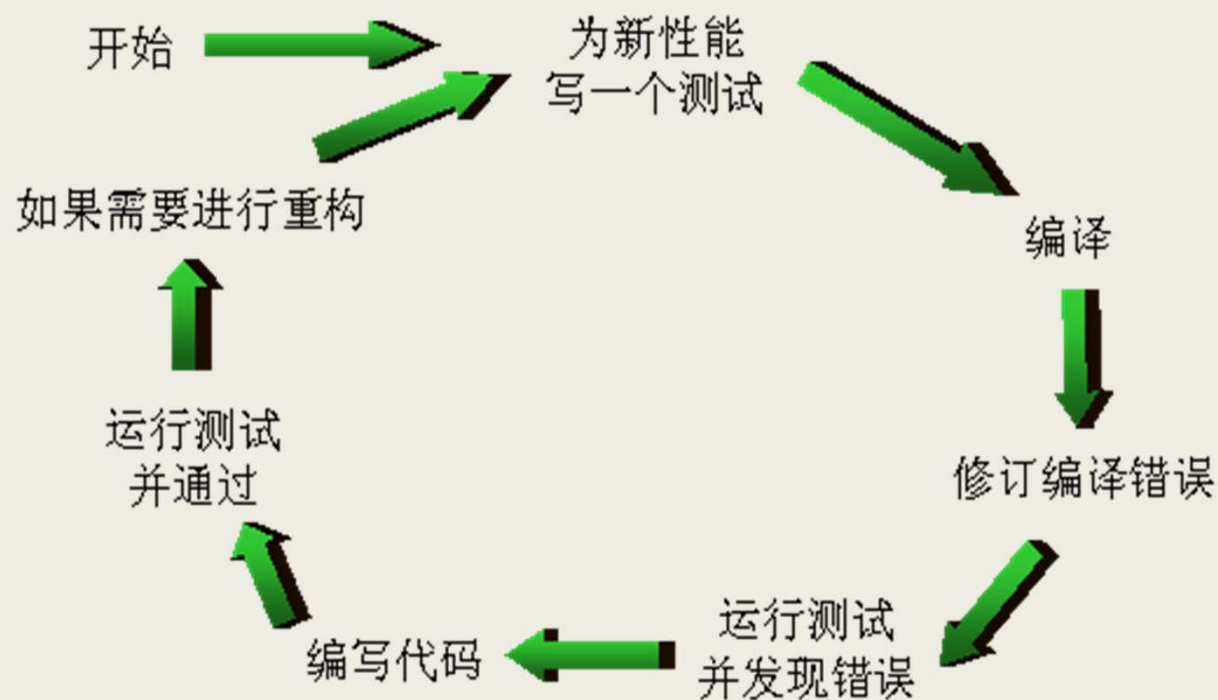 开始
为新性能
写一个测试
编译
修订编译错误
运行测试
并发现错误
编写代码
运行测试
并通过
如果需要进行重构